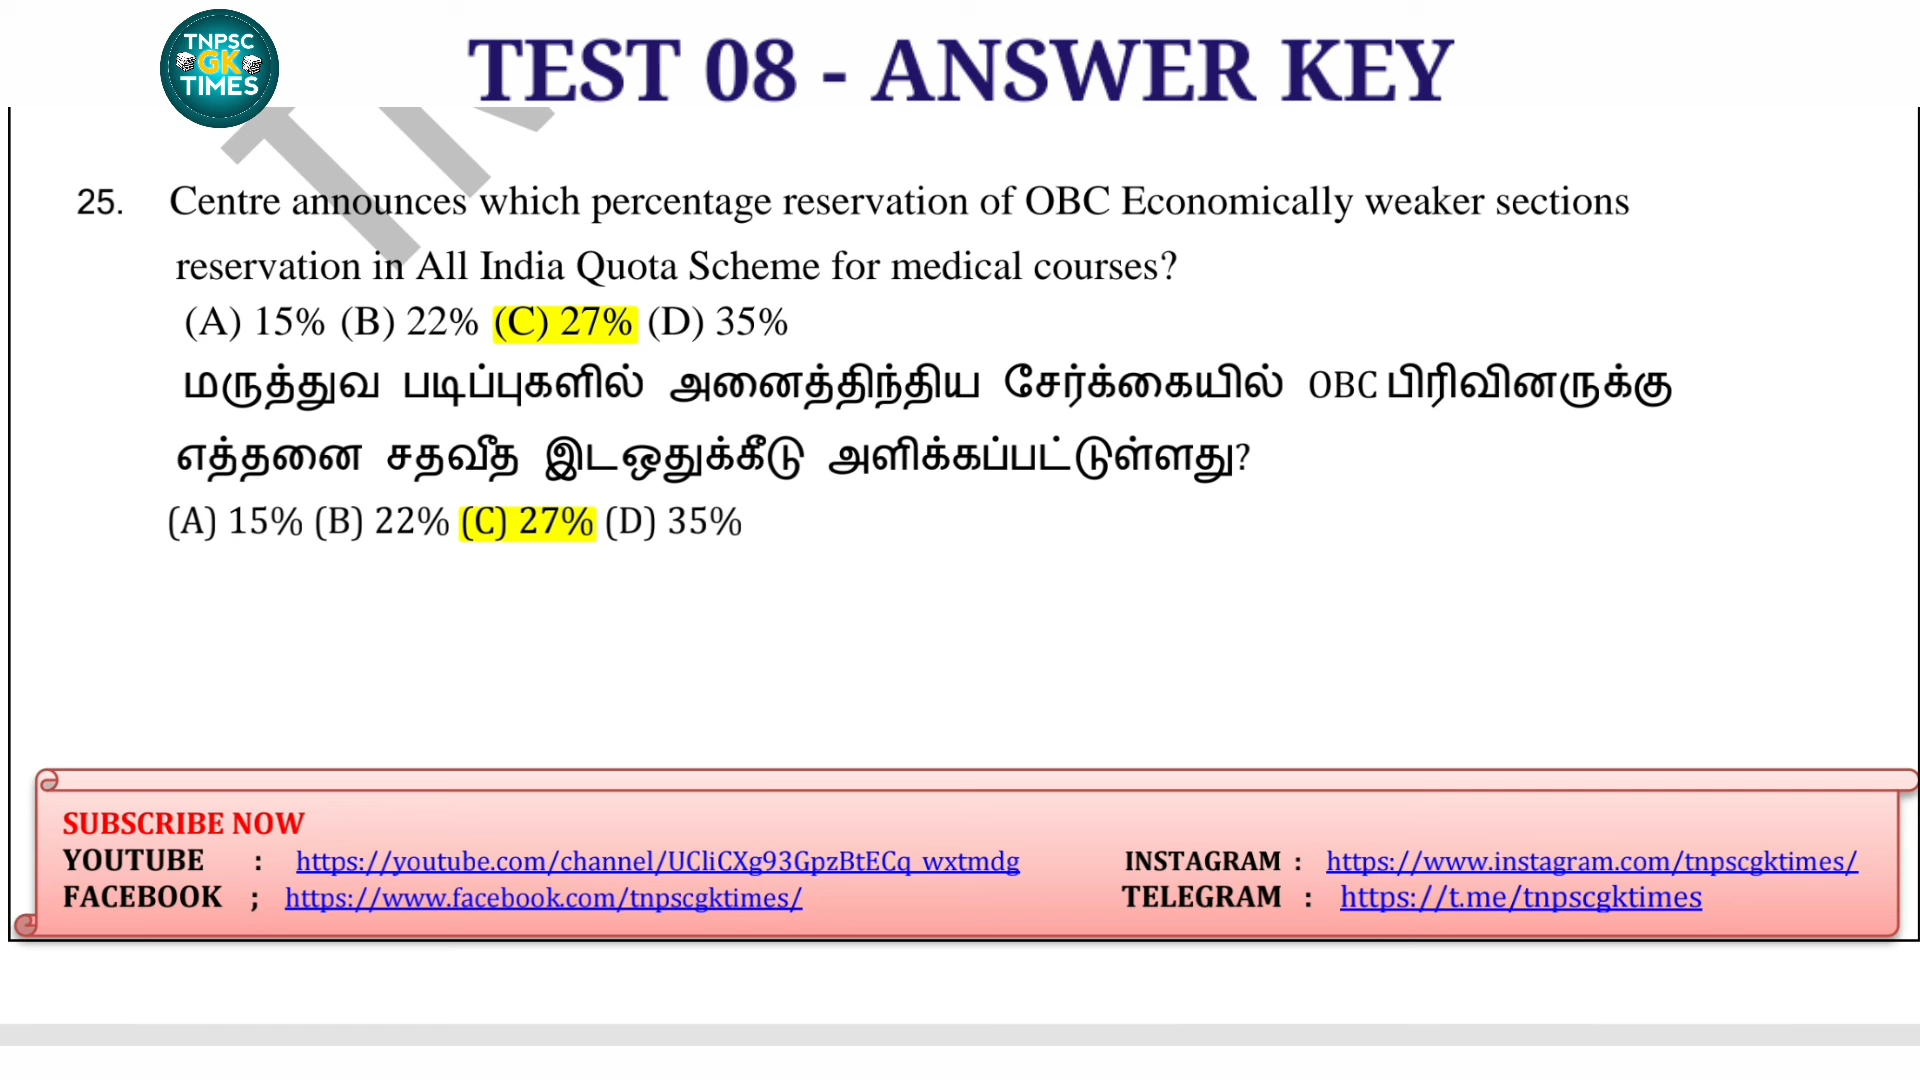 TNPSC
GK
TIMES
TEST 08 - ANSWER KEY
25. Centre announces which percentage reservation of OBC Economically weaker sections
reservation in All India Quota Scheme for medical courses?
(A) 15% (B) 22% (C) 27% (D) 35%
மருத்துவ படிப்புகளில் அனைத்திந்திய சேர்க்கையில் OBC பிரிவினருக்கு
எத்தனை சதவீத இடஒதுக்கீடு அளிக்கப்பட்டுள்ளது?
(A) 15% (B) 22% (C) 27% (D) 35%
SUBSCRIBE NOW
YOUTUBE : https://youtube.com/channel/UCliCXg93GpzBtECq_wxtmdg INSTAGRAM : https://www.instagram.com/tnpscgktimes/
FACEBOOK ; https://www.facebook.com/tnpscgktimes/ TELEGRAM : https://t.me/tnpscgktimes